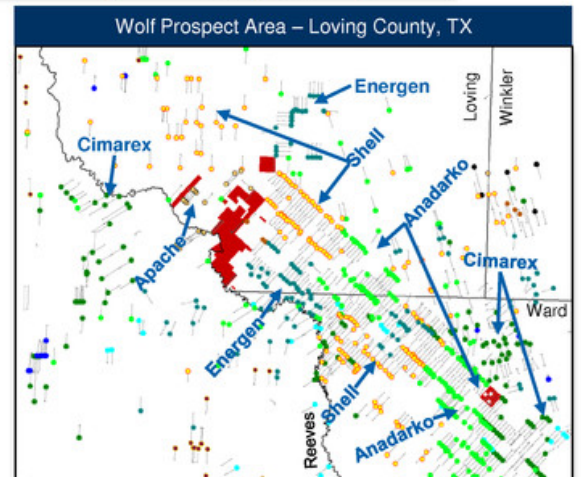 Wolf Prospect Area – Loving County, TX
Energen
Loving
Winkler
Cimarex
Shell
Anadarko
Apache
Cimarex
Ward
Energen
Shell
Reeves
Anadarko